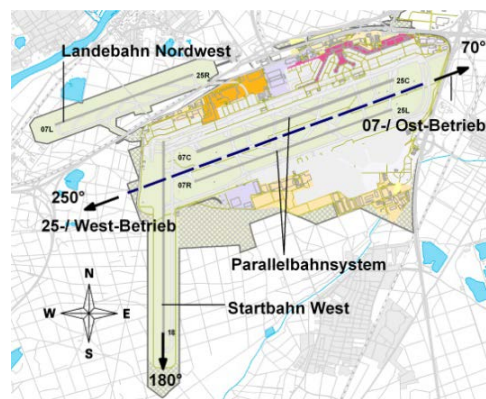 Landebahn Nordwest
70°
25R
25C
25L
07L
07-/ Ost-Betrieb
07C
07R
250°
25-/ West-Betrieb
Parallelbahnsystem
N
W E
S
Startbahn West
18
180°